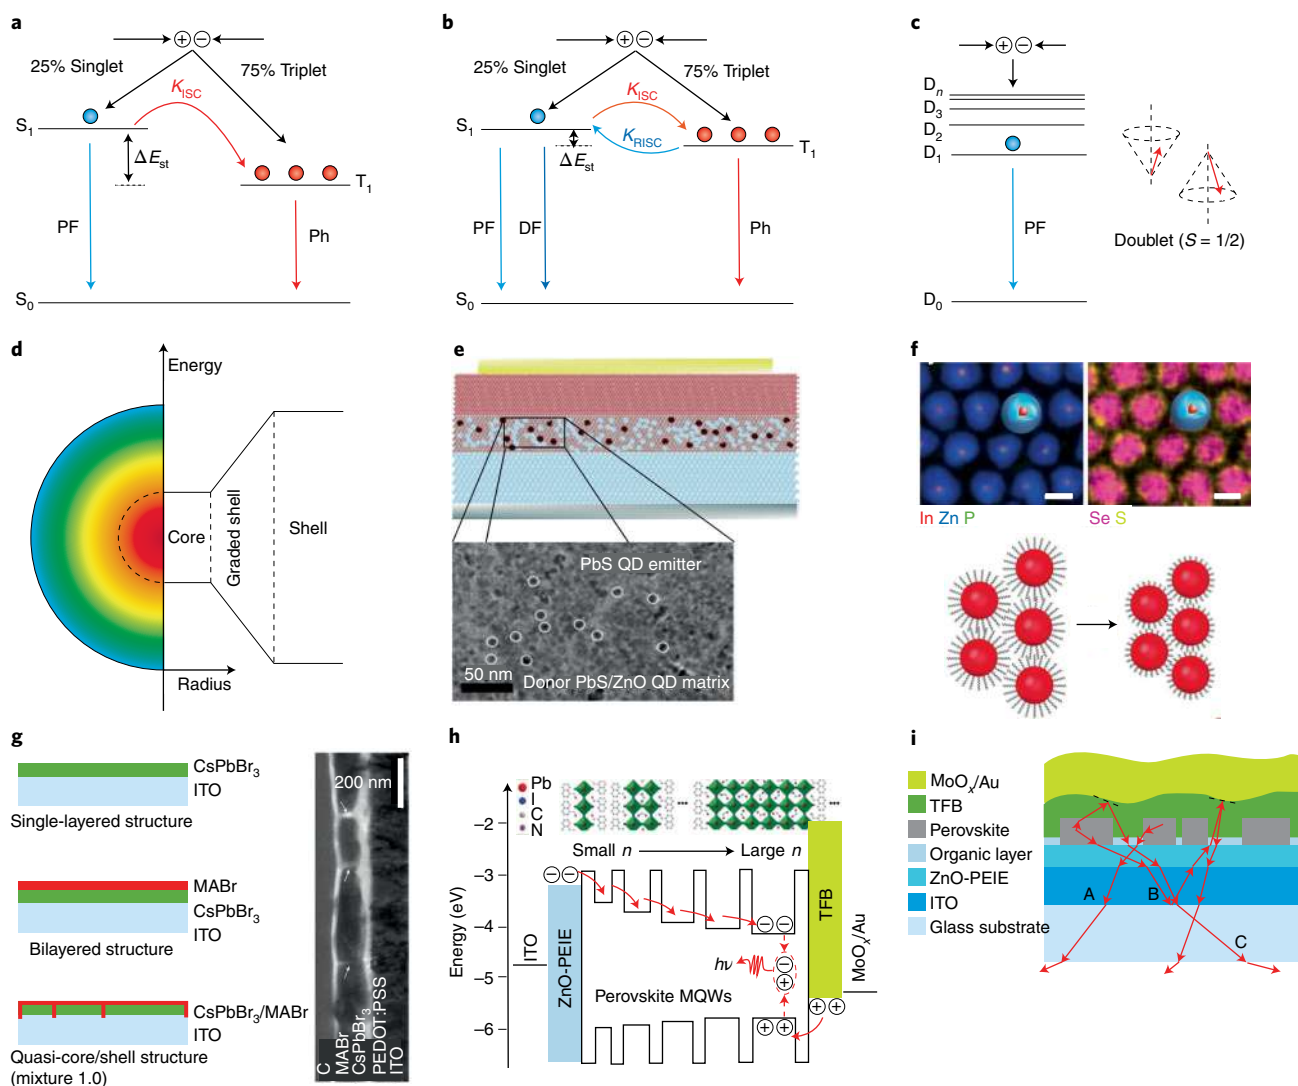 a
25% Singlet
75% Triplet
K_ISC
S₁
ΔE_st
T₁
PF
Ph
S₀
b
25% Singlet
75% Triplet
K_ISC
S₁
K_RISC
ΔE_st
T₁
PF
DF
Ph
S₀
c
Dₙ
D₃
D₂
D₁
PF
Doublet (S = 1/2)
D₀
d
Energy
Core
Graded shell
Shell
Radius
e
PbS QD emitter
50 nm
Donor PbS/ZnO QD matrix
f
In Zn P
Se S
g
CsPbBr₃
ITO
Single-layered structure
MABr
CsPbBr₃
ITO
Bilayered structure
CsPbBr₃/MABr
ITO
Quasi-core/shell structure
(mixture 1.0)
200 nm
C
MABr
CsPbBr₃
PEDOT:PSS
ITO
h
Pb
I
C
N
Small n
Large n
Energy (eV)
−2
−3
−4
−5
−6
ITO
ZnO-PEIE
hν
Perovskite MQWs
TFB
MoOₓ/Au
i
MoOₓ/Au
TFB
Perovskite
Organic layer
ZnO-PEIE
ITO
Glass substrate
A
B
C